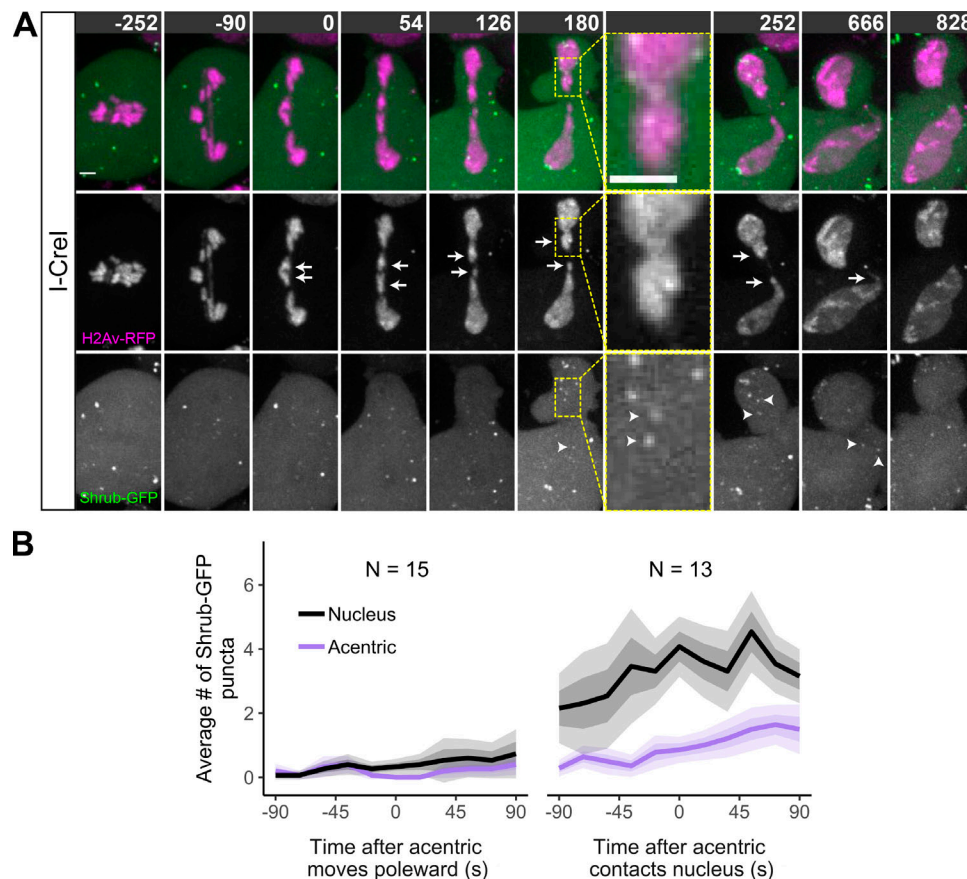 A
-252 -90 0 54 126 180 252 666 828
I-CreI
H2Av-RFP
Shrub-GFP
B
N = 15 N = 13
Average # of Shrub-GFP
puncta
6
4
2
0
Nucleus
Acentric
-90 -45 0 45 90 -90 -45 0 45 90
Time after acentric
moves poleward (s)
Time after acentric
contacts nucleus (s)